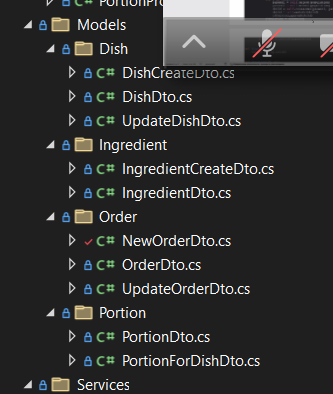 C# PortionPro
Models
Dish
C# DishCreateDto.cs
C# DishDto.cs
C# UpdateDishDto.cs
Ingredient
C# IngredientCreateDto.cs
C# IngredientDto.cs
Order
C# NewOrderDto.cs
C# OrderDto.cs
C# UpdateOrderDto.cs
Portion
C# PortionDto.cs
C# PortionForDishDto.cs
Services